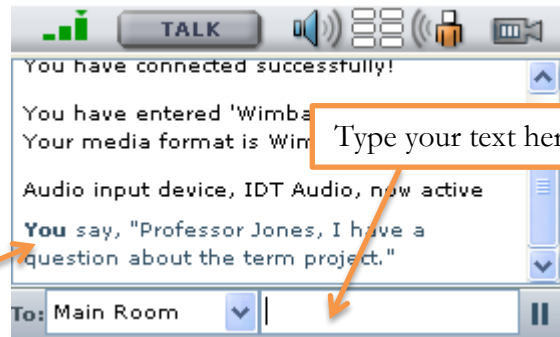 TALK
You have connected successfully!
You have entered 'Wimba
Your media format is Wim
Type your text her
Audio input device, IDT Audio, now active
You say, "Professor Jones, I have a
question about the term project."
To: Main Room